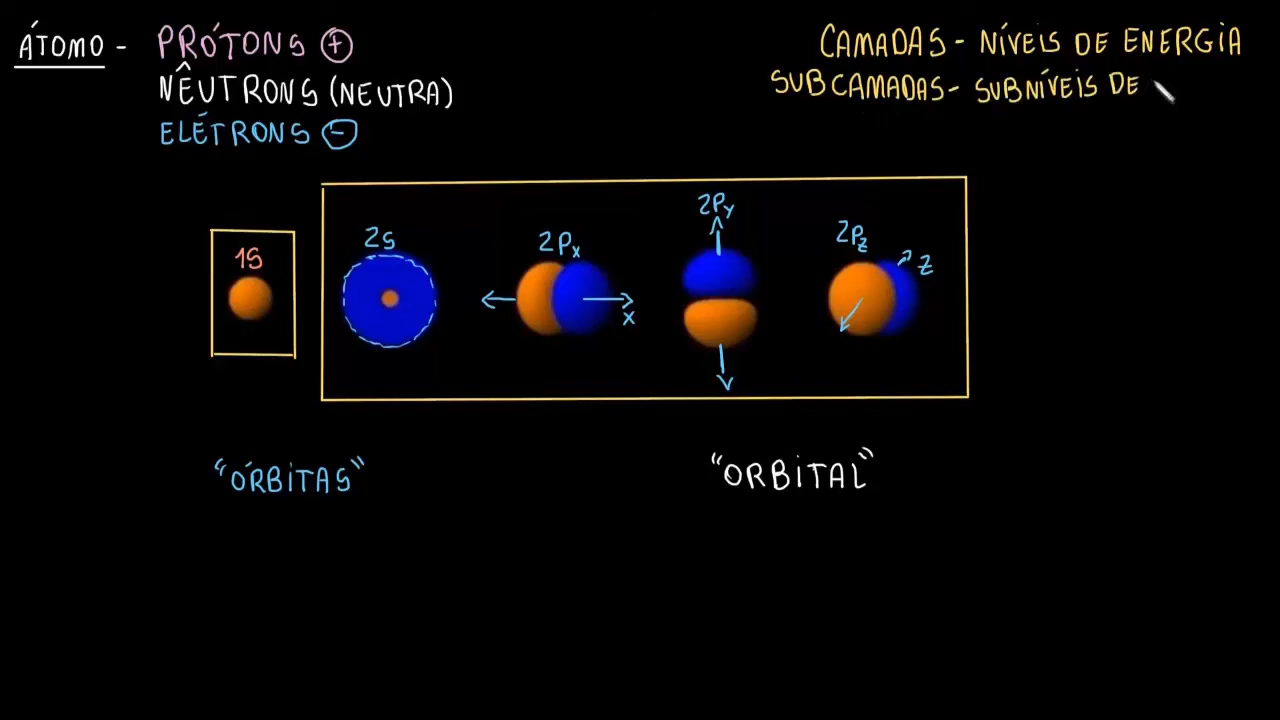 ÁTOMO - PRÓTONS +
NÊUTRONS (NEUTRA)
ELÉTRONS -
CAMADAS - NÍVEIS DE ENERGIA
SUBCAMADAS - SUBNÍVEIS DE
1S
2S
2Px
X
2Py
2Pz
Z
"ÓRBITAS"
"ORBITAL"